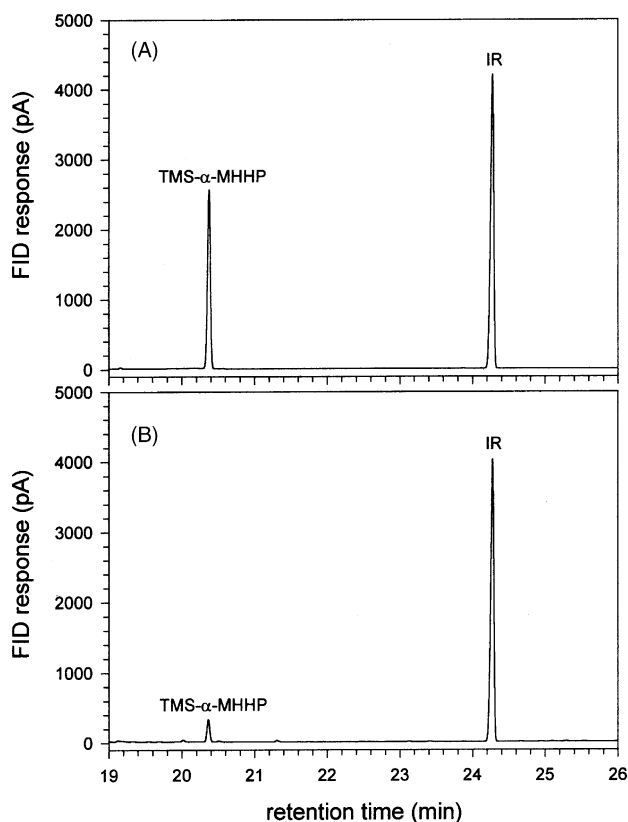 5000
(A)
IR
4000
TMS-α-MHHP
3000
2000
1000
0
FID response (pA)
5000
(B)
IR
4000
3000
2000
TMS-α-MHHP
1000
0
FID response (pA)
19 20 21 22 23 24 25 26
retention time (min)